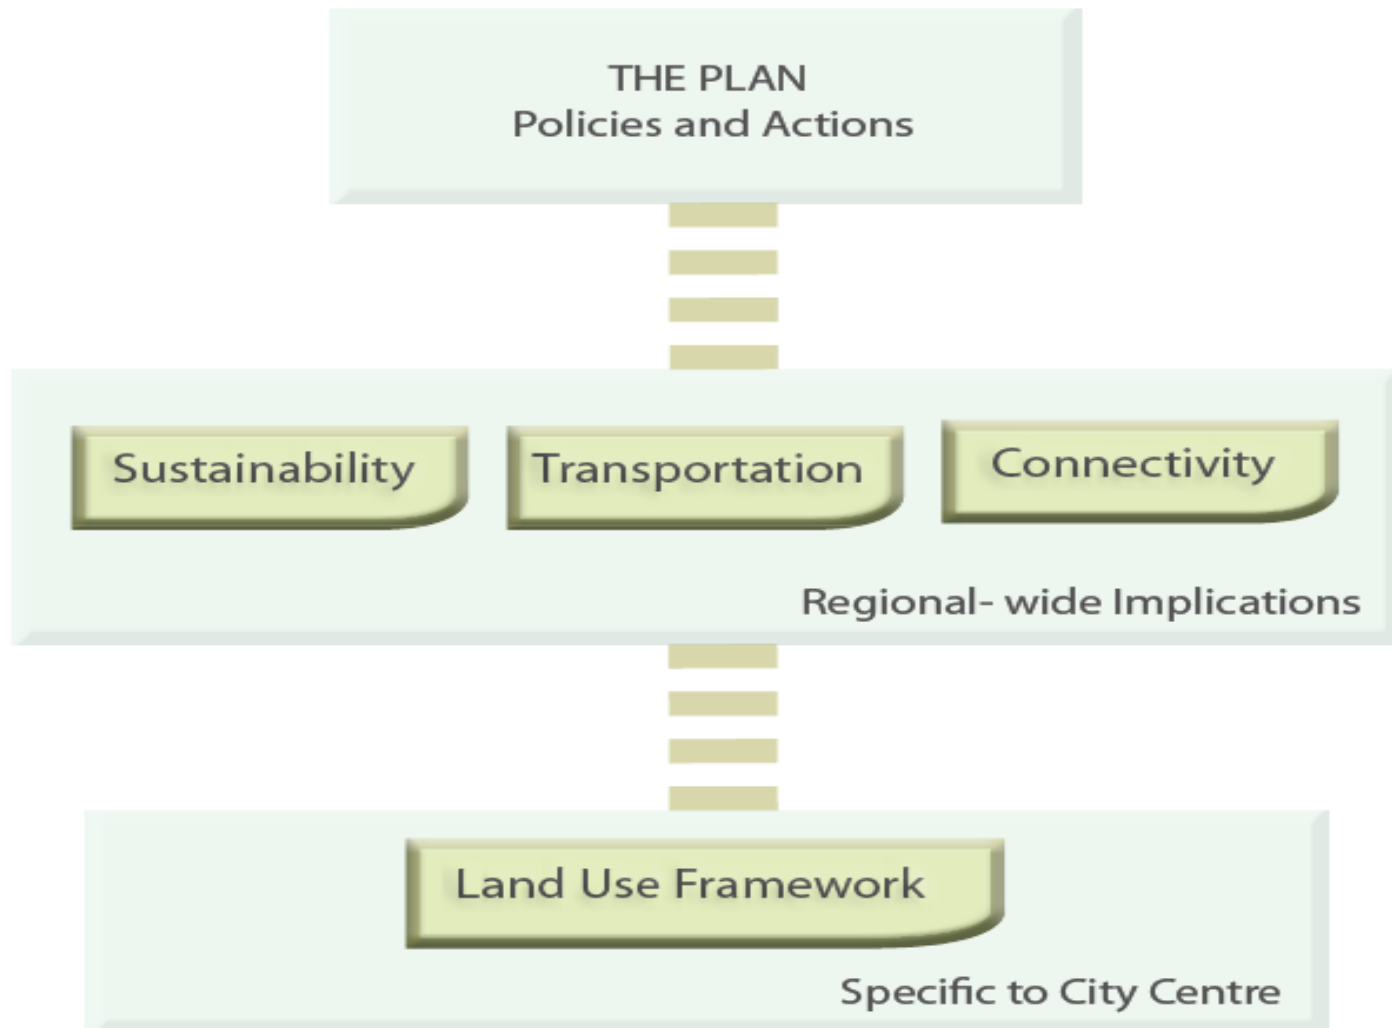 THE PLAN
Policies and Actions
Sustainability
Transportation
Connectivity
Regional- wide Implications
Land Use Framework
Specific to City Centre